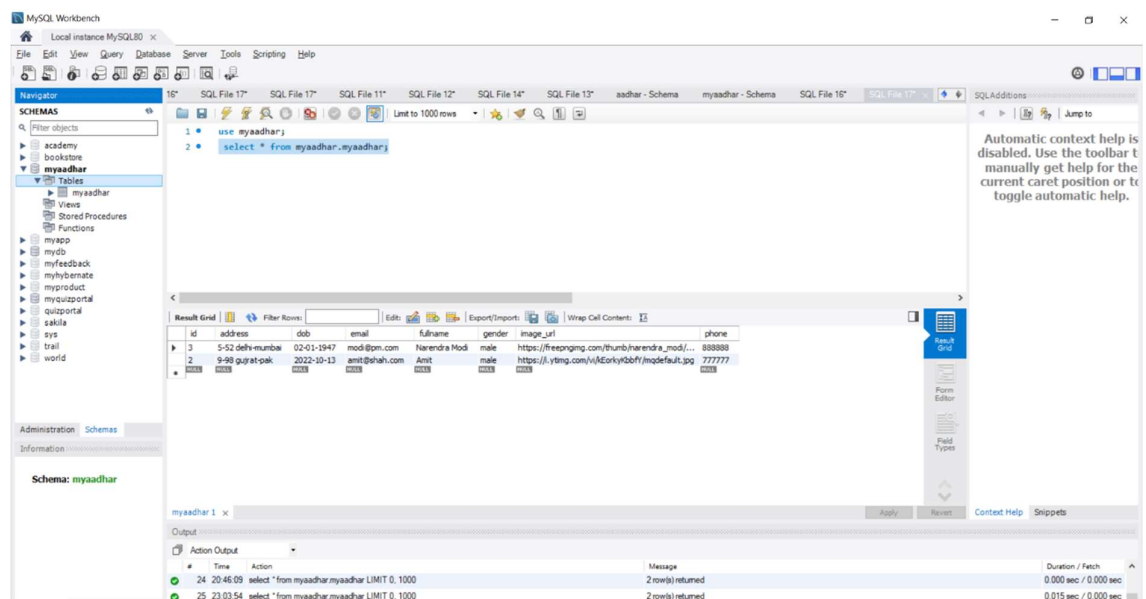 MySQL Workbench
Local instance MySQL80
File Edit View Query Database Server Tools Scripting Help
Navigator
16* SQL File 17* SQL File 17* SQL File 11* SQL File 12* SQL File 14* SQL File 13* aadhar - Schema myaadhar - Schema SQL File 16* SQL File 17*
SQLAdditions
SCHEMAS
Limit to 1000 rows
Jump to
Filter objects
1 use myaadhar;
2 select * from myaadhar.myaadhar;
Automatic context help is
disabled. Use the toolbar t
manually get help for the
current caret position or to
toggle automatic help.
academy
bookstore
myaadhar
Tables
myaadhar
Views
Stored Procedures
Functions
myapp
mydb
myfeedback
myhybernate
myproduct
myquizportal
quizportal
sakila
sys
trail
world
Result Grid Filter Rows: Edit: Export/Import: Wrap Cell Content:
id address dob email fullname gender image_url phone
3 5-52 delhi-mumbai 02-01-1947 modi@pm.com Narendra Modi male https://freepngimg.com/thumb/narendra_modi/... 888888
2 9-98 gujrat-pak 2022-10-13 amit@shah.com Amit male https://i.ytimg.com/vi/kEorkyKbbfY/mqdefault.jpg 777777
NULL NULL NULL NULL NULL NULL NULL NULL
Result
Grid
Form
Editor
Field
Types
Administration Schemas
Information
Schema: myaadhar
myaadhar 1
Apply Revert
Context Help Snippets
Output
Action Output
# Time Action Message Duration / Fetch
24 20:46:09 select * from myaadhar.myaadhar LIMIT 0, 1000 2 row(s) returned 0.000 sec / 0.000 sec
25 23:03:54 select * from myaadhar.myaadhar LIMIT 0, 1000 2 row(s) returned 0.015 sec / 0.000 sec